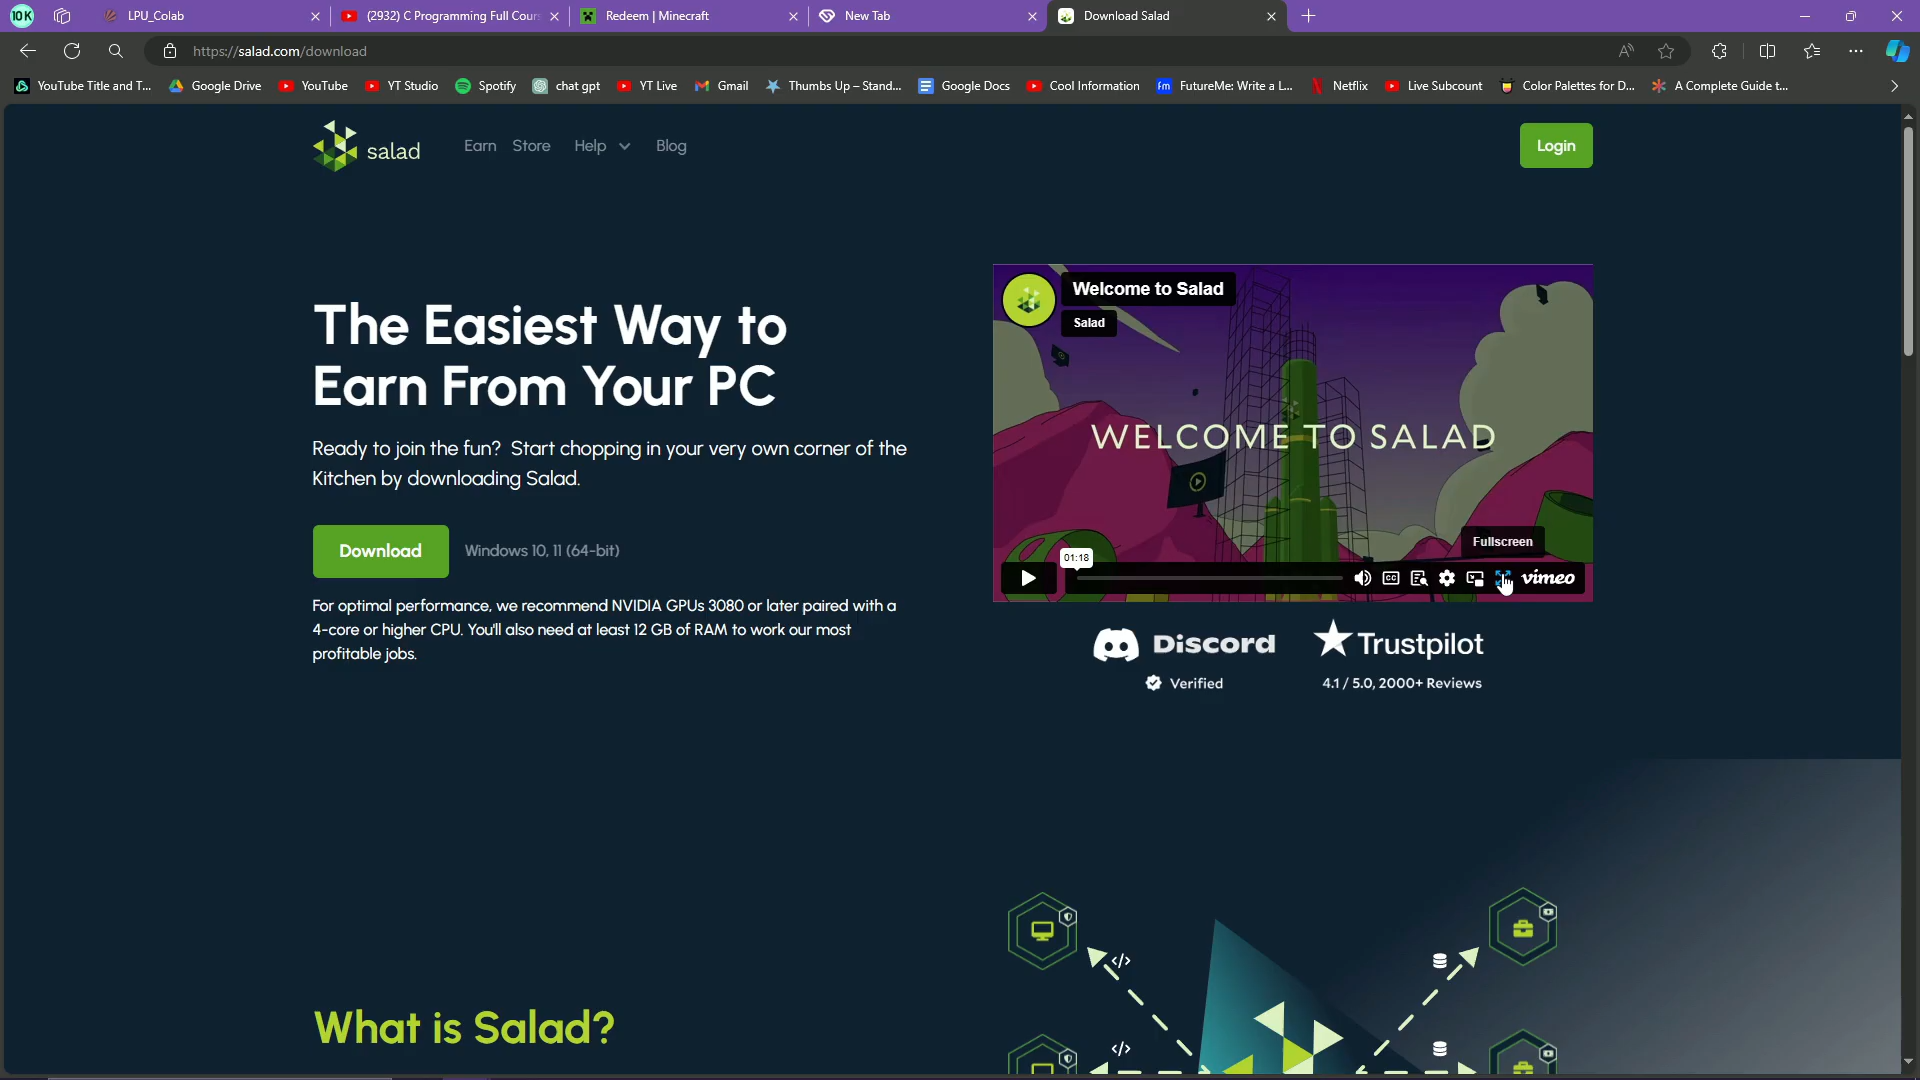 10K
LPU_Colab
(2932) C Programming Full Cour
Redeem | Minecraft
New Tab
Download Salad
https://salad.com/download
YouTube Title and T...
Google Drive
YouTube
YT Studio
Spotify
chat gpt
YT Live
Gmail
Thumbs Up – Stand...
Google Docs
Cool Information
FutureMe: Write a L...
Netflix
Live Subcount
Color Palettes for D...
A Complete Guide t...
salad
Earn
Store
Help
Blog
Login
The Easiest Way to
Earn From Your PC
Ready to join the fun? Start chopping in your very own corner of the
Kitchen by downloading Salad.
Download
Windows 10, 11 (64-bit)
For optimal performance, we recommend NVIDIA GPUs 3080 or later paired with a
4-core or higher CPU. You'll also need at least 12 GB of RAM to work our most
profitable jobs.
Welcome to Salad
Salad
WELCOME TO SALAD
Fullscreen
01:18
CC
vimeo
Discord
Verified
Trustpilot
4.1 / 5.0, 2000+ Reviews
What is Salad?